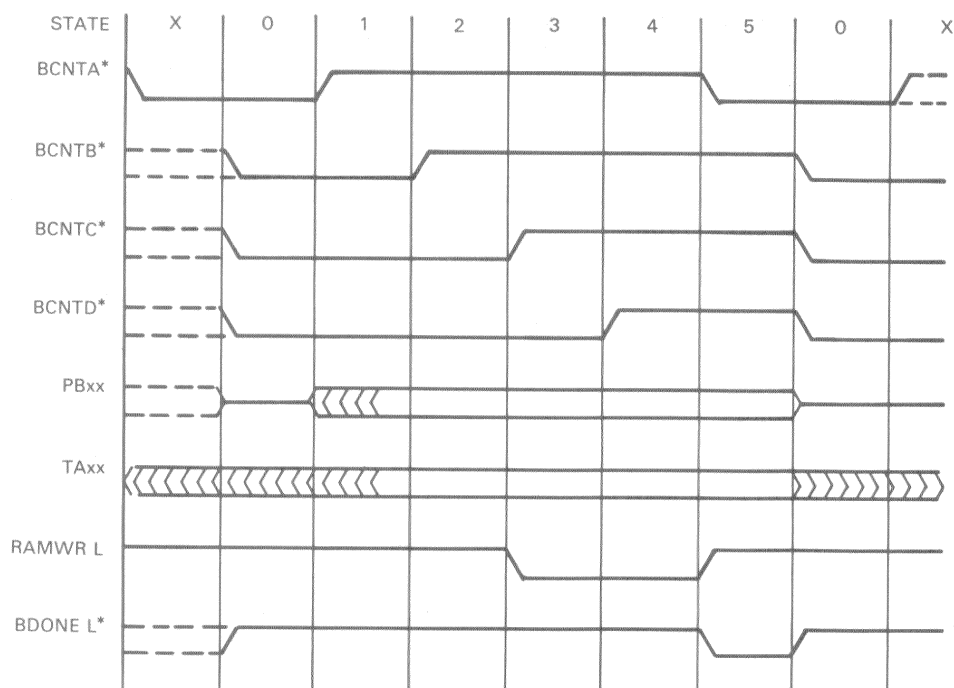 STATE X 0 1 2 3 4 5 0 X
BCNTA*
BCNTB*
BCNTC*
BCNTD*
PBxx
TAxx
RAMWR L
BDONE L*